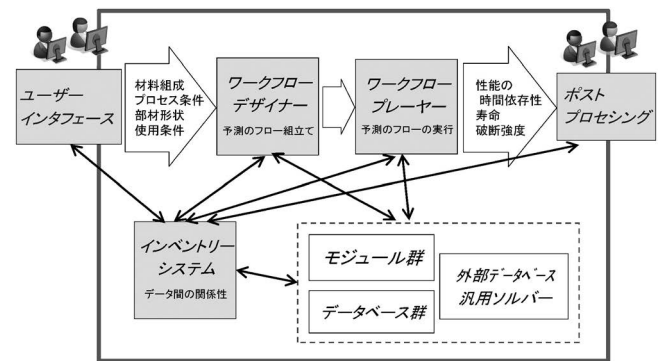 ユーザー
インタフェース
材料組成
プロセス条件
部材形状
使用条件
ワークフロー
デザイナー
予測のフロー組立て
ワークフロー
プレーヤー
予測のフローの実行
性能の
時間依存性
寿命
破断強度
ポスト
プロセシング
インベントリー
システム
データ間の関係性
モジュール群
データベース群
外部データベース
汎用ソルバー